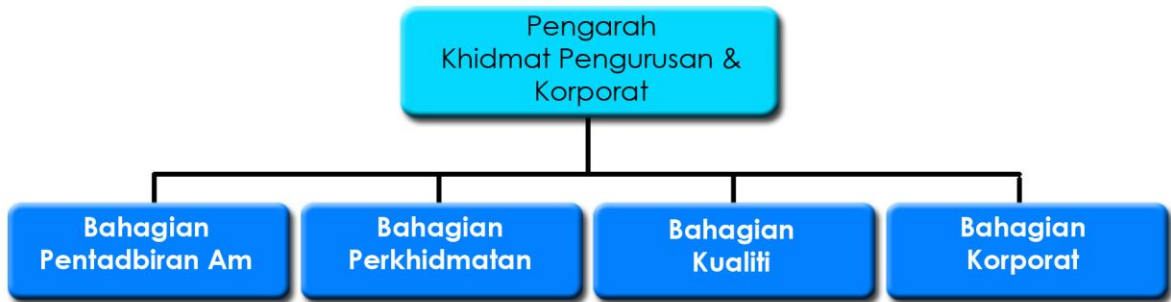 Pengarah
Khidmat Pengurusan &
Korporat
Bahagian
Pentadbiran Am
Bahagian
Perkhidmatan
Bahagian
Kualiti
Bahagian
Korporat